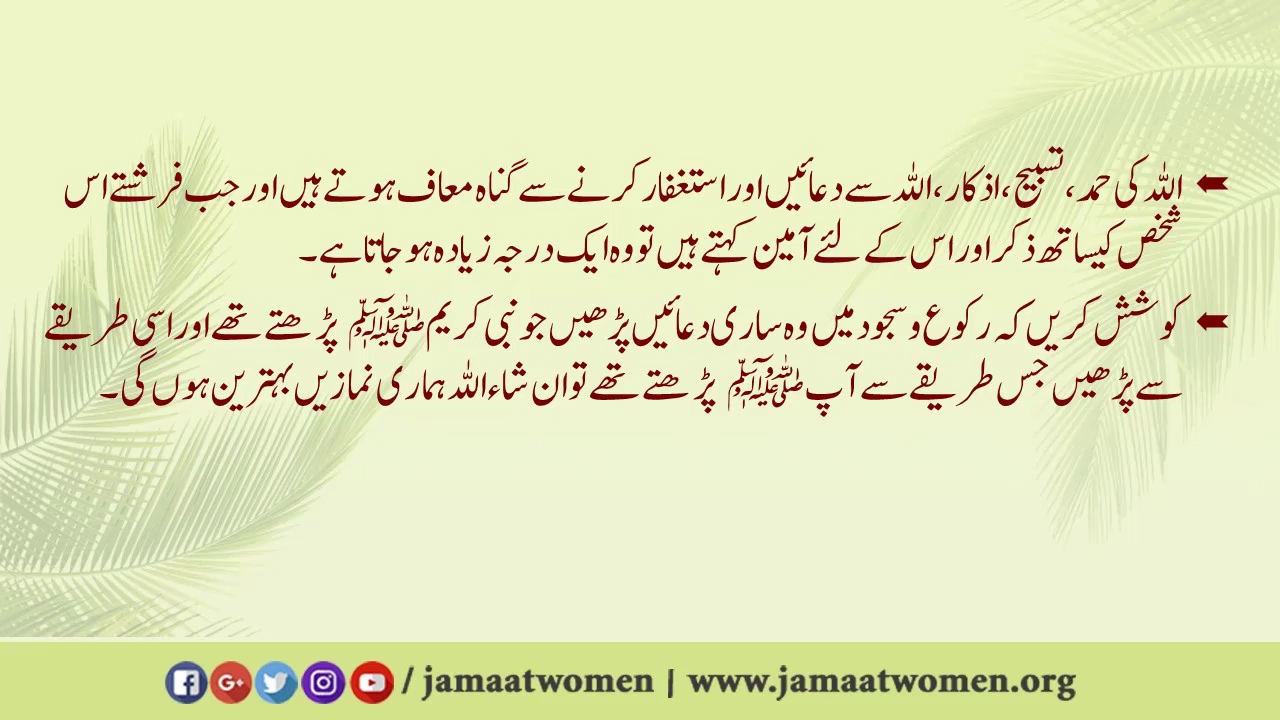 اللہ کی حمد، تسبیح، اذکار، اللہ سے دعائیں اور استغفار کرنے سے گناہ معاف ہوتے ہیں اور جب فرشتے اس
شخص کیساتھ ذکر اور اس کے لئے آمین کہتے ہیں تو وہ ایک درجہ زیادہ ہو جاتا ہے۔
کوشش کریں کہ رکوع و سجود میں وہ ساری دعائیں پڑھیں جو نبی کریم ﷺ پڑھتے تھے اور اسی طریقے
سے پڑھیں جس طریقے سے آپ ﷺ پڑھتے تھے تو ان شاء اللہ ہماری نمازیں بہترین ہوں گی۔
/ jamaatwomen | www.jamaatwomen.org